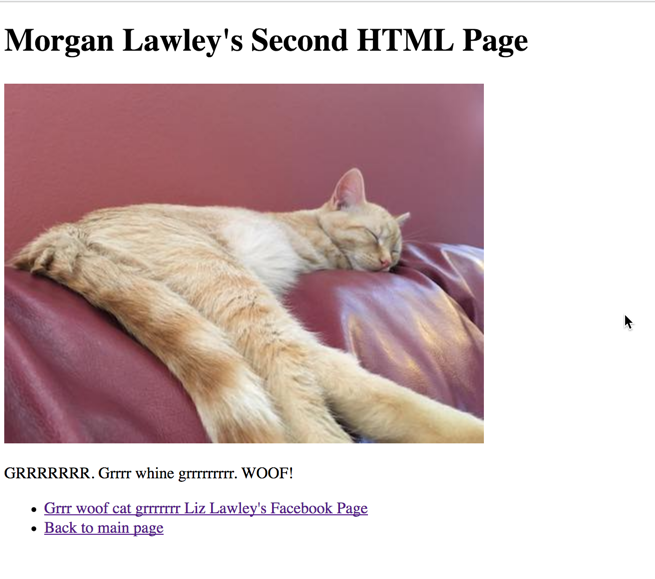 Morgan Lawley's Second HTML Page
GRRRRRRR. Grrrr whine grrrrrrrrr. WOOF!
Grrr woof cat grrrrrrr Liz Lawley's Facebook Page
Back to main page